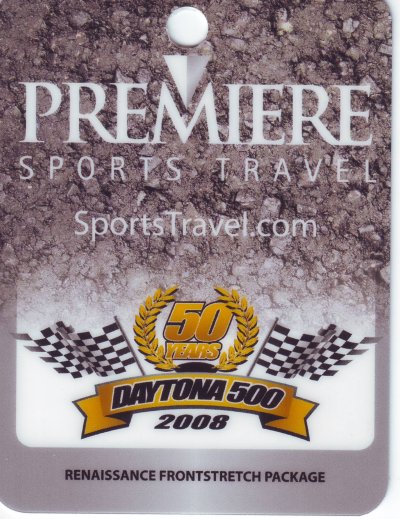 PREMIERE
SPORTS TRAVEL
SportsTravel.com
50
YEARS
DAYTONA 500
2008
RENAISSANCE FRONTSTRETCH PACKAGE